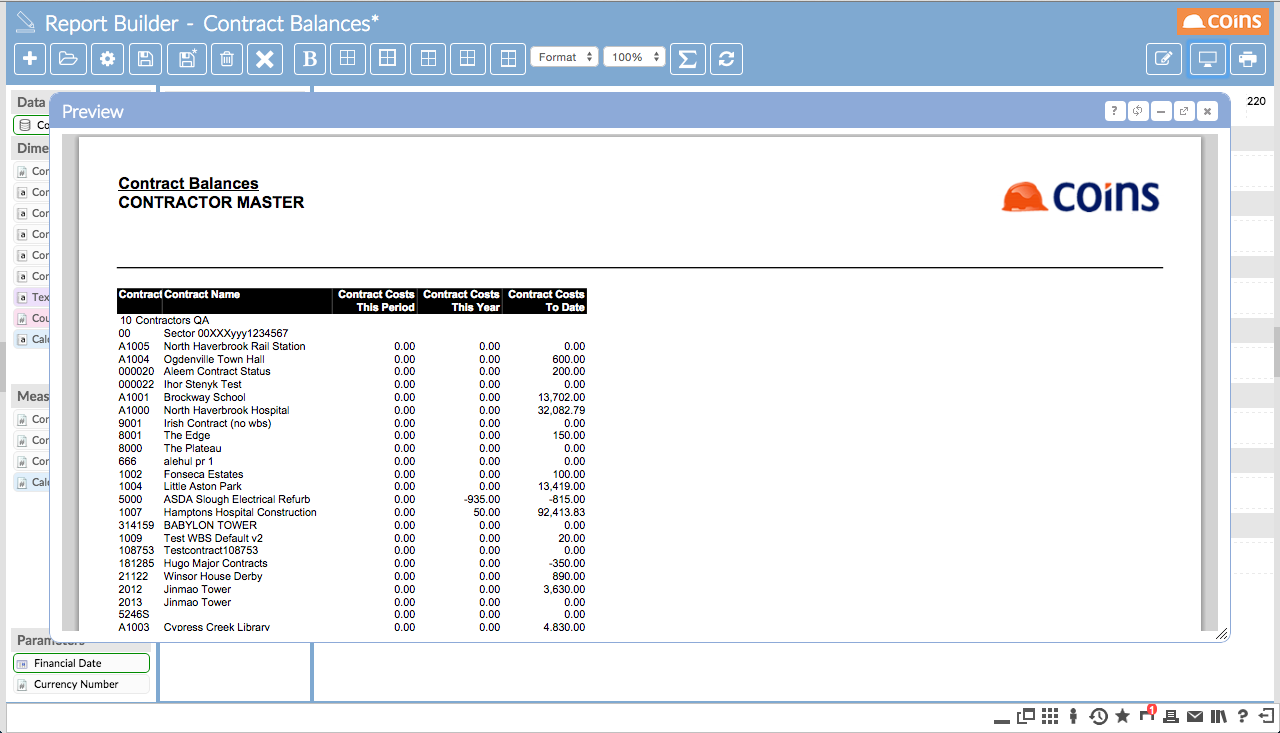 Report Builder - Contract Balances*
coins
B
Format
100%
Σ
Data
220
Preview
?
Co
Dime
Cor
Cor
Cor
Cor
Cor
Cor
Tex
Cou
Calc
Meas
Cor
Cor
Cor
Calc
Contract Balances
CONTRACTOR MASTER
coins
Contract Contract Name Contract Costs This Period Contract Costs This Year Contract Costs To Date
10 Contractors QA
00 Sector 00XXXyyy1234567
A1005 North Haverbrook Rail Station 0.00 0.00 0.00
A1004 Ogdenville Town Hall 0.00 0.00 600.00
000020 Aleem Contract Status 0.00 0.00 200.00
000022 Ihor Stenyk Test 0.00 0.00 0.00
A1001 Brockway School 0.00 0.00 13,702.00
A1000 North Haverbrook Hospital 0.00 0.00 32,082.79
9001 Irish Contract (no wbs) 0.00 0.00 0.00
8001 The Edge 0.00 0.00 150.00
8000 The Plateau 0.00 0.00 0.00
666 alehul pr 1 0.00 0.00 0.00
1002 Fonseca Estates 0.00 0.00 100.00
1004 Little Aston Park 0.00 0.00 13,419.00
5000 ASDA Slough Electrical Refurb 0.00 -935.00 -815.00
1007 Hamptons Hospital Construction 0.00 50.00 92,413.83
314159 BABYLON TOWER 0.00 0.00 0.00
1009 Test WBS Default v2 0.00 0.00 20.00
108753 Testcontract108753 0.00 0.00 0.00
181285 Hugo Major Contracts 0.00 0.00 -350.00
21122 Winsor House Derby 0.00 0.00 890.00
2012 Jinmao Tower 0.00 0.00 3,630.00
2013 Jinmao Tower 0.00 0.00 0.00
5246S 0.00 0.00 0.00
A1003 Cypress Creek Library 0.00 0.00 4,830.00
Parameters
Financial Date
Currency Number
1
?